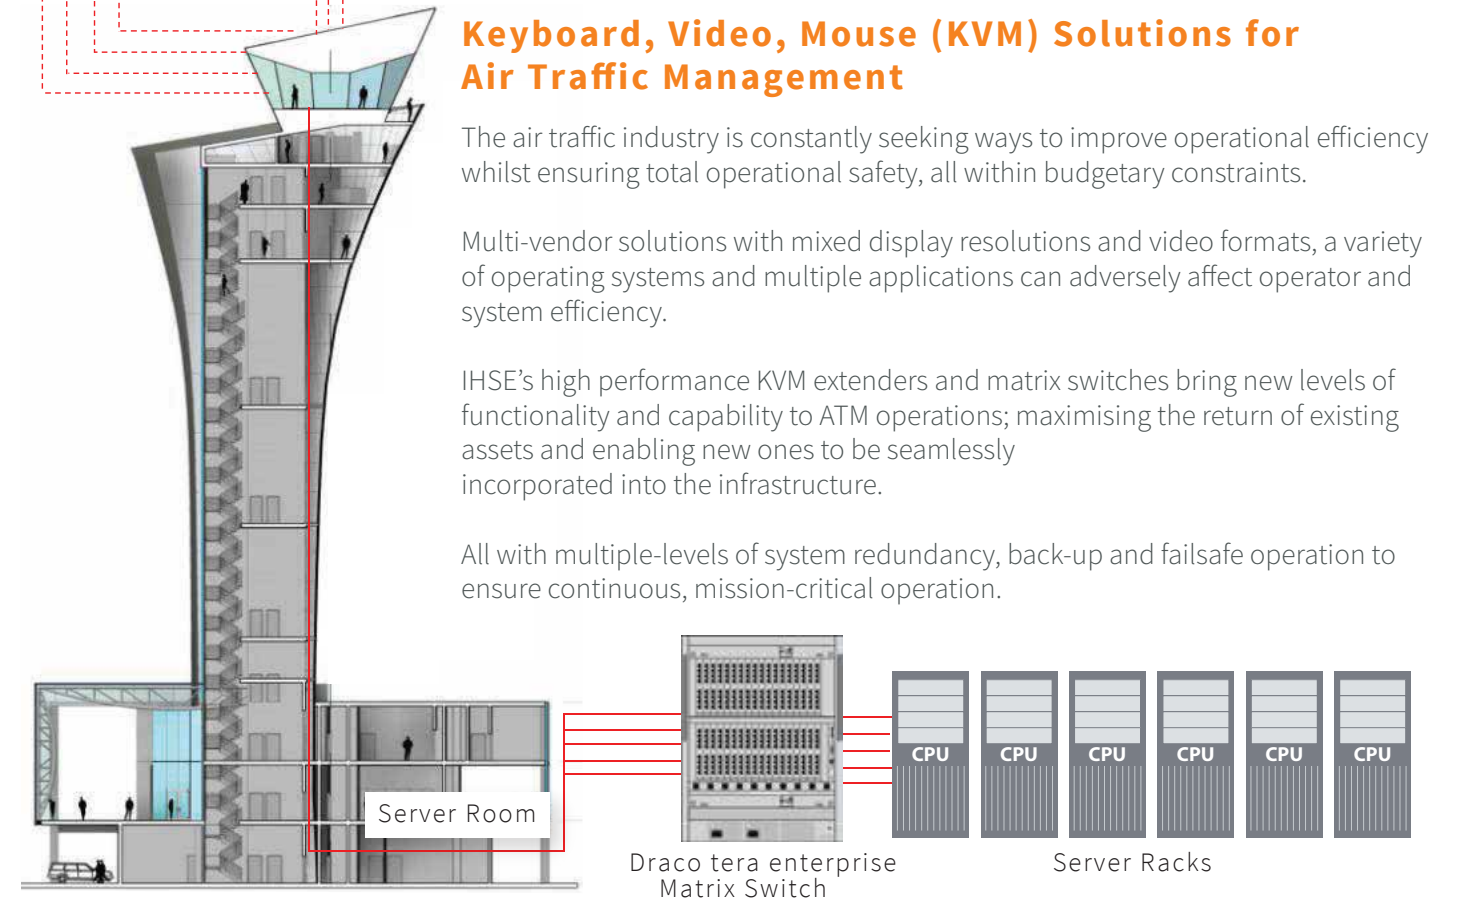 Keyboard, Video, Mouse (KVM) Solutions for
Air Traffic Management
The air traffic industry is constantly seeking ways to improve operational efficiency
whilst ensuring total operational safety, all within budgetary constraints.
Multi-vendor solutions with mixed display resolutions and video formats, a variety
of operating systems and multiple applications can adversely affect operator and
system efficiency.
IHSE’s high performance KVM extenders and matrix switches bring new levels of
functionality and capability to ATM operations; maximising the return of existing
assets and enabling new ones to be seamlessly
incorporated into the infrastructure.
All with multiple-levels of system redundancy, back-up and failsafe operation to
ensure continuous, mission-critical operation.
CPU CPU CPU CPU CPU CPU
Server Room
Draco tera enterprise
Matrix Switch
Server Racks